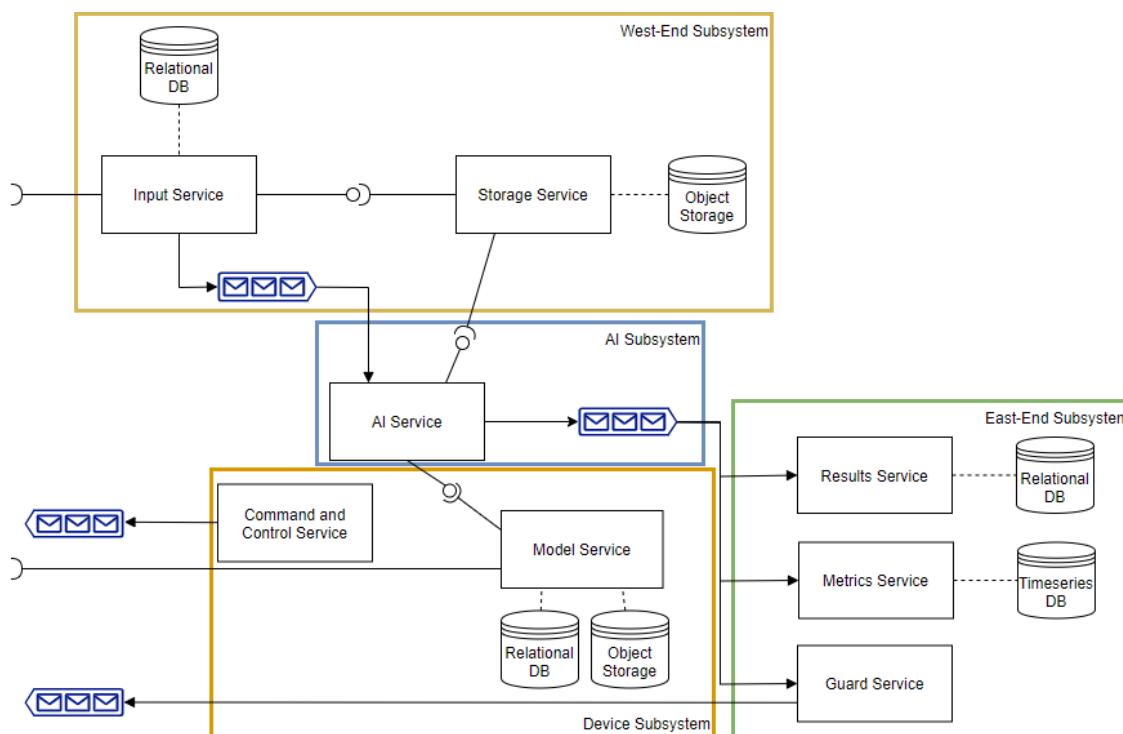 West-End Subsystem
Relational
DB
Input Service
Storage Service
Object
Storage
AI Subsystem
AI Service
East-End Subsystem
Results Service
Relational
DB
Command and
Control Service
Model Service
Metrics Service
Timeseries
DB
Relational
DB
Object
Storage
Guard Service
Device Subsystem